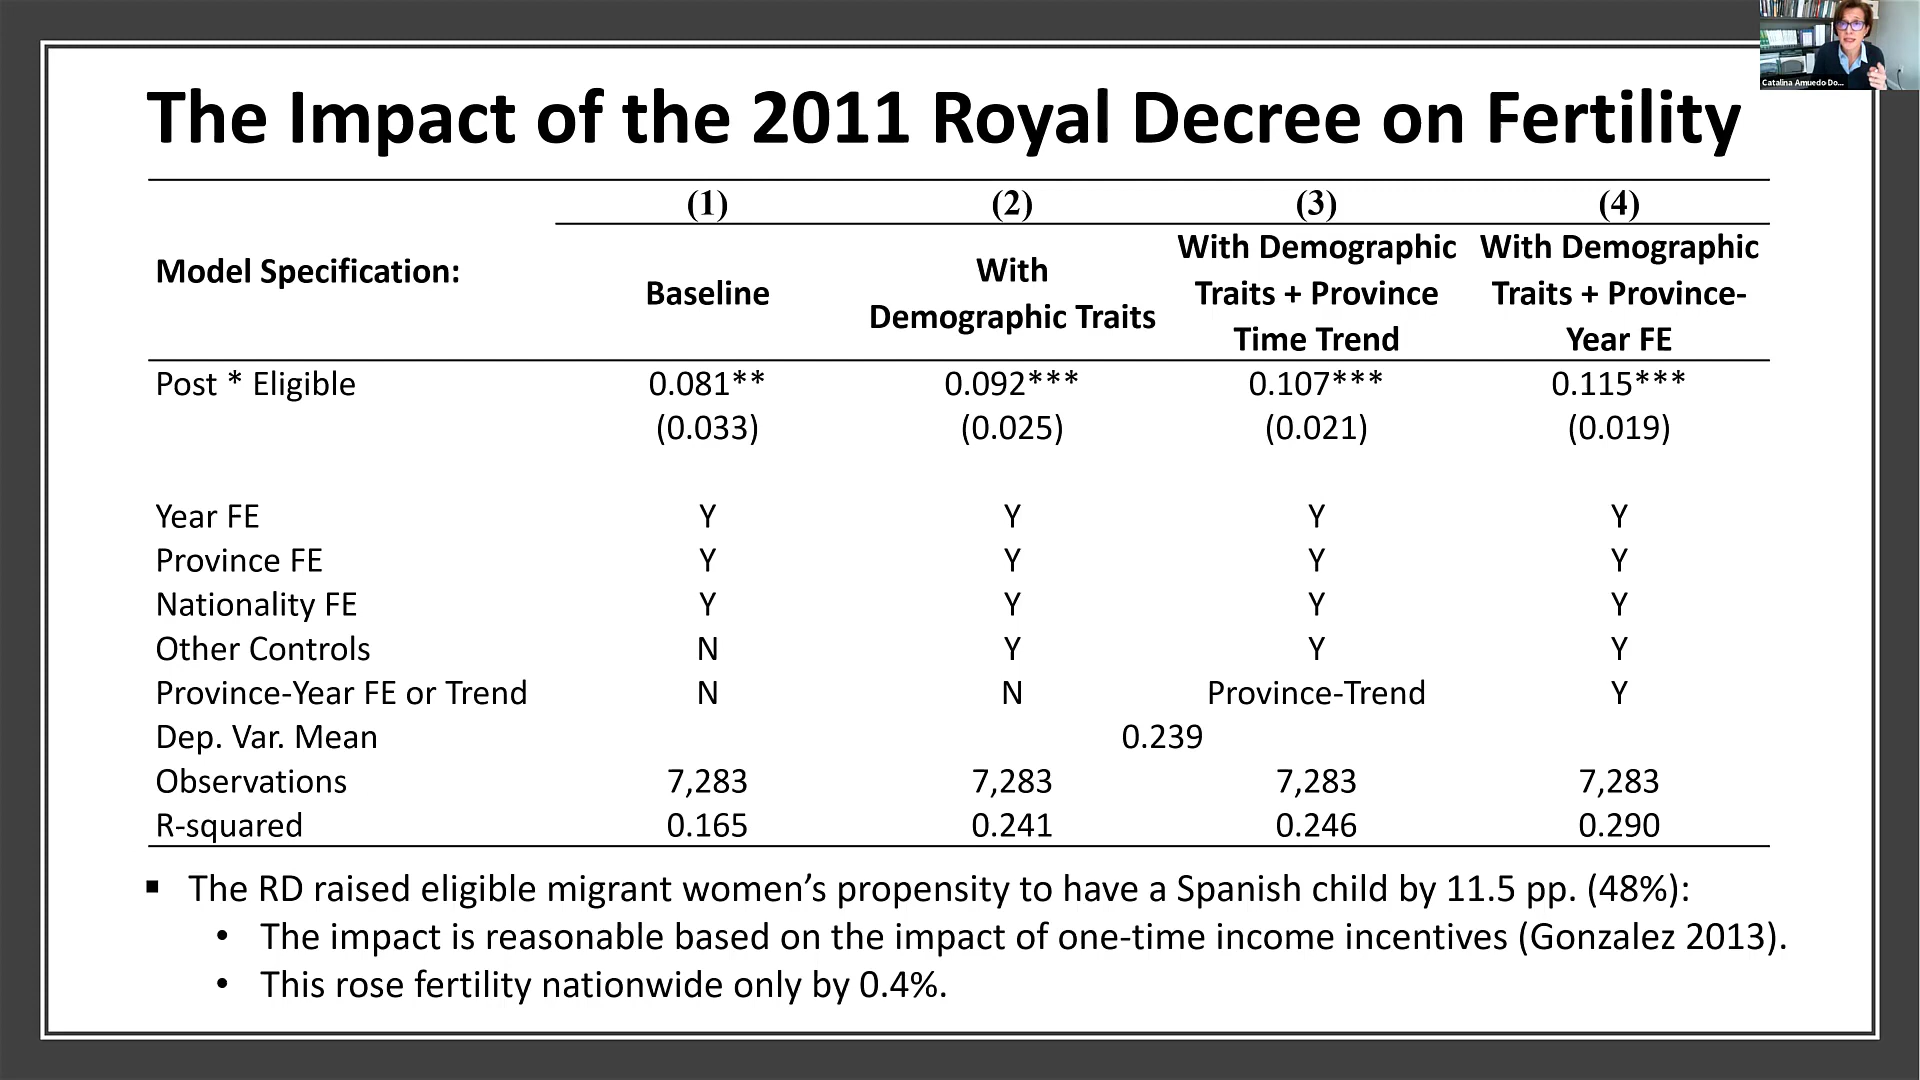 Catalina Amuedo Do...
The Impact of the 2011 Royal Decree on Fertility
(1) (2) (3) (4)
Model Specification:
Baseline
With
Demographic Traits
With Demographic
Traits + Province
Time Trend
With Demographic
Traits + Province-
Year FE
Post * Eligible 0.081** 0.092*** 0.107*** 0.115***
(0.033) (0.025) (0.021) (0.019)
Year FE Y Y Y Y
Province FE Y Y Y Y
Nationality FE Y Y Y Y
Other Controls N Y Y Y
Province-Year FE or Trend N N Province-Trend Y
Dep. Var. Mean 0.239
Observations 7,283 7,283 7,283 7,283
R-squared 0.165 0.241 0.246 0.290
▪ The RD raised eligible migrant women’s propensity to have a Spanish child by 11.5 pp. (48%):
• The impact is reasonable based on the impact of one-time income incentives (Gonzalez 2013).
• This rose fertility nationwide only by 0.4%.